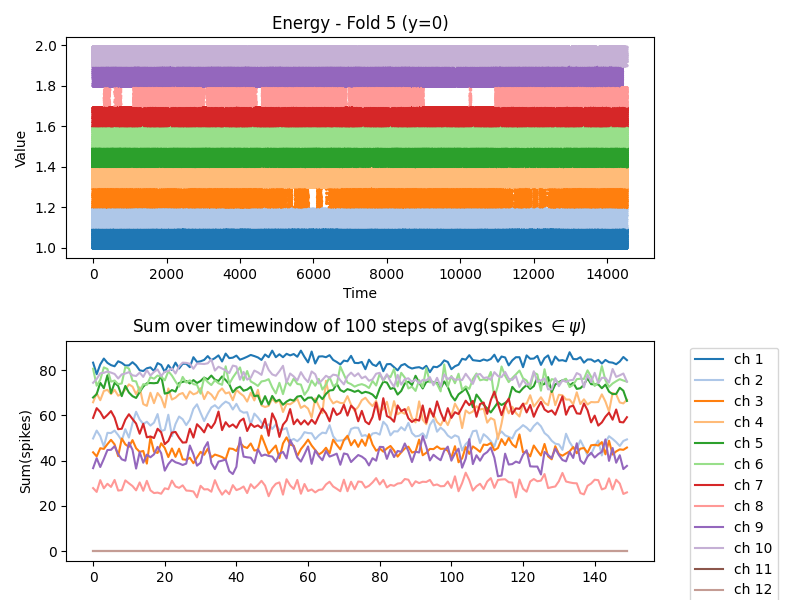 Energy - Fold 5 (y=0)
2.0
1.8
1.6
1.4
1.2
1.0
Value
0 2000 4000 6000 8000 10000 12000 14000
Time
Sum over timewindow of 100 steps of avg(spikes ∈ ψ)
80
60
40
20
0
Sum(spikes)
0 20 40 60 80 100 120 140
ch 1
ch 2
ch 3
ch 4
ch 5
ch 6
ch 7
ch 8
ch 9
ch 10
ch 11
ch 12